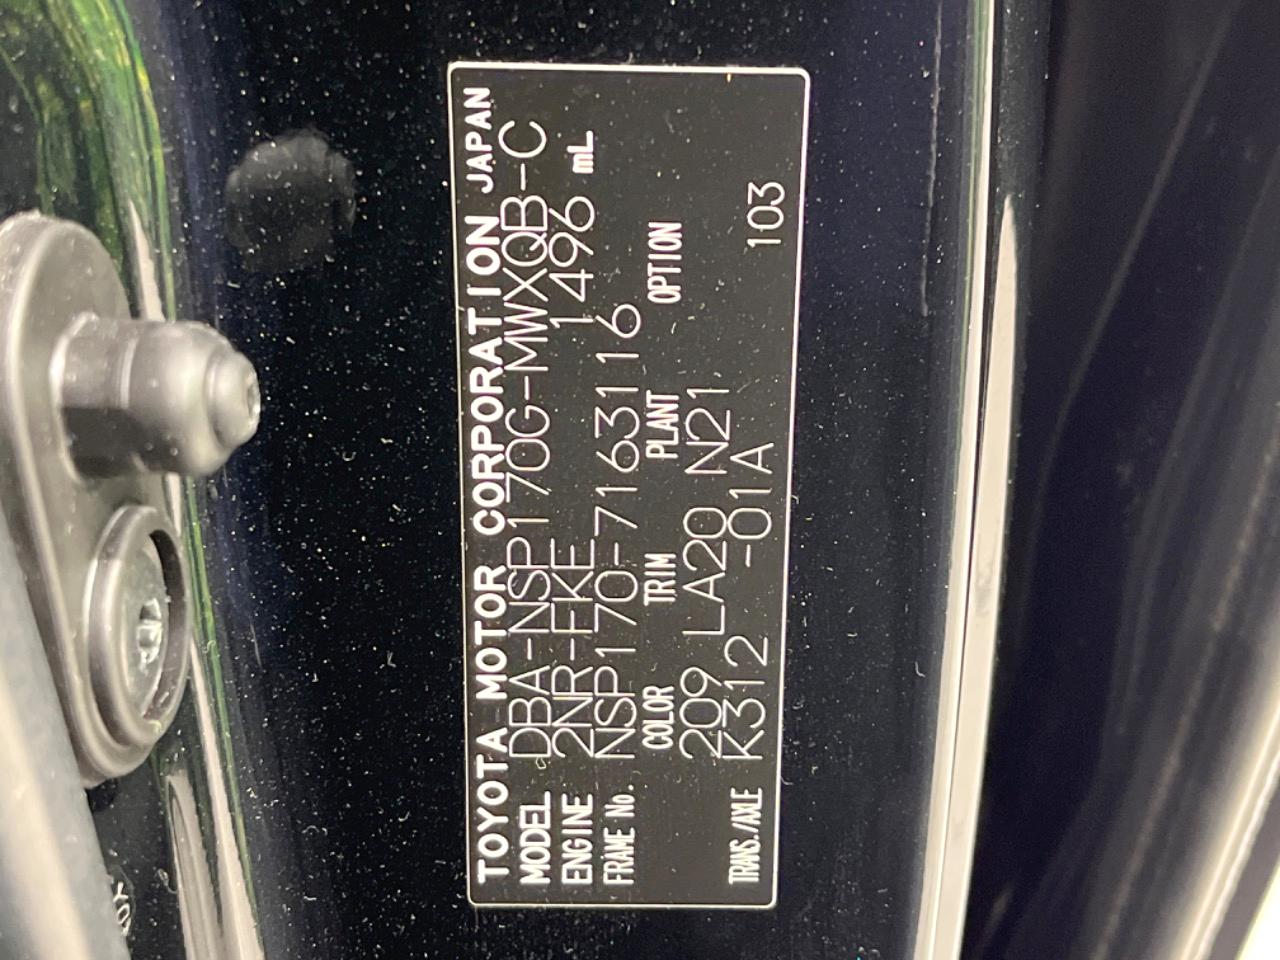 TOYOTA MOTOR CORPORATION JAPAN
MODEL DBA-NSP170G-MWXQB-C
ENGINE 2NR-FKE 1496 mL
FRAME No. NSP170-7163116
COLOR TRIM PLANT OPTION
209 LA20 N21
TRANS./AXLE K312 -01A 103